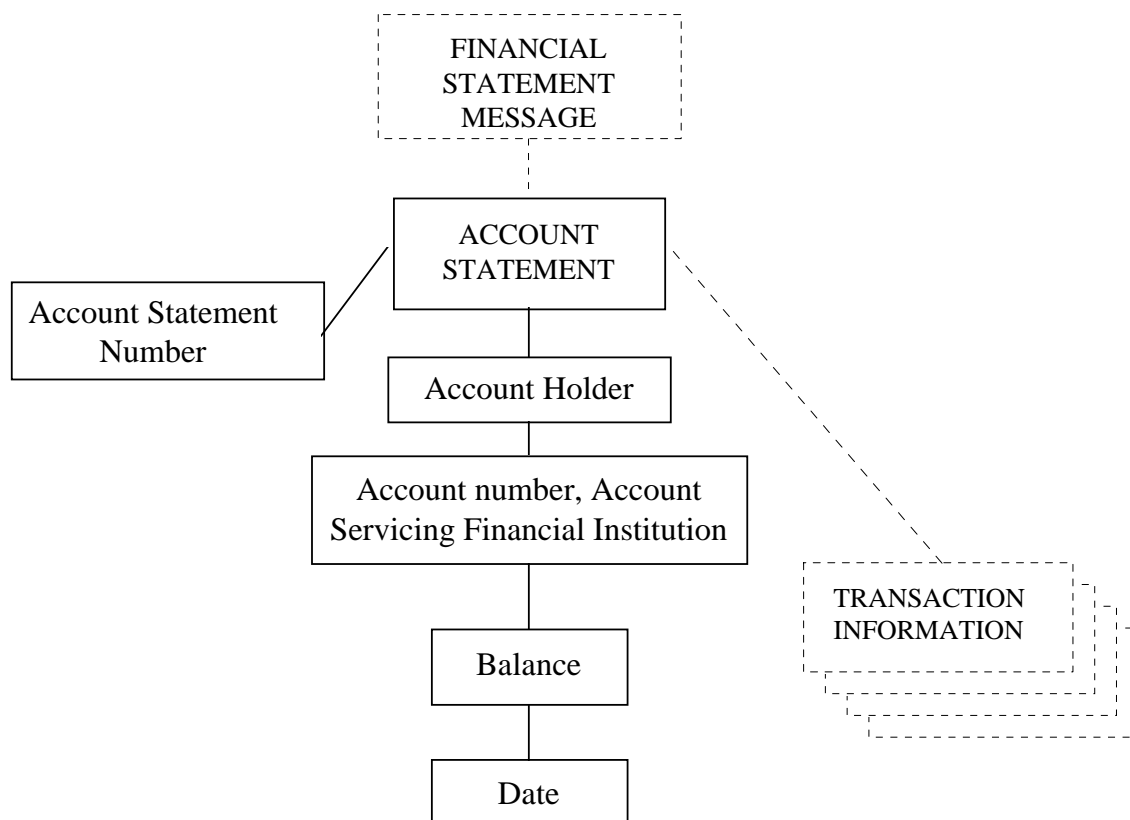 FINANCIAL
STATEMENT
MESSAGE
ACCOUNT
STATEMENT
Account Statement
Number
Account Holder
Account number, Account
Servicing Financial Institution
TRANSACTION
INFORMATION
Balance
Date